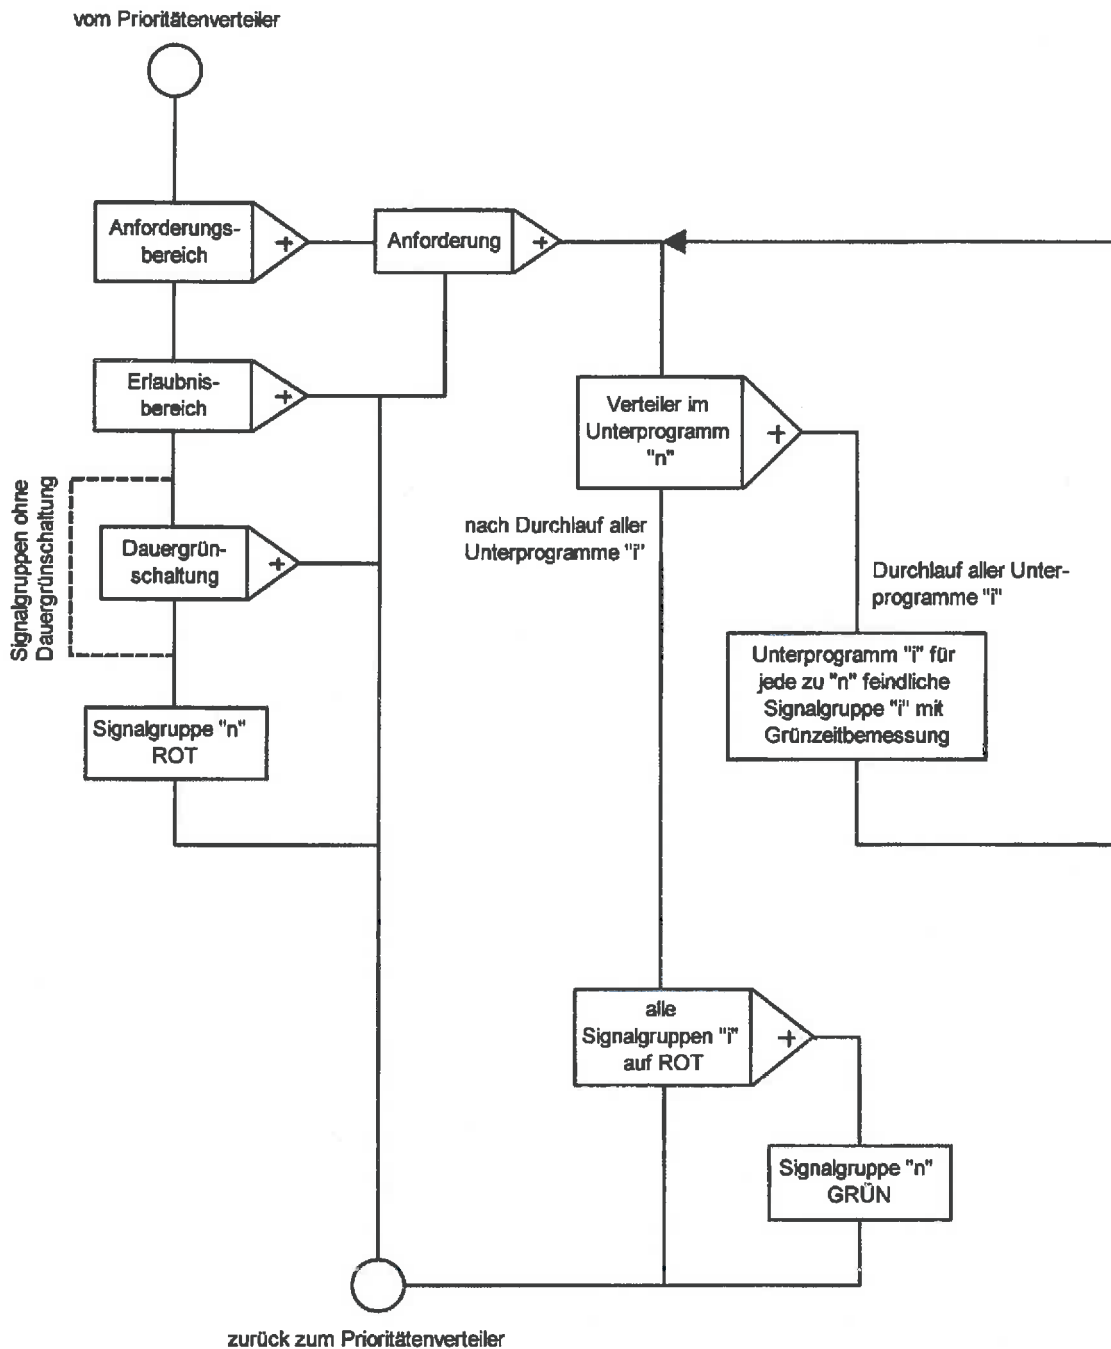 vom Prioritätenverteiler
Anforderungs-
bereich
+
Anforderung
+
Erlaubnis-
bereich
+
Verteiler im
Unterprogramm
"n"
+
Signalgruppen ohne
Dauergrünschaltung
nach Durchlauf aller
Unterprogramme "i"
Dauergrün-
schaltung
+
Durchlauf aller Unter-
programme "i"
Unterprogramm "i" für
jede zu "n" feindliche
Signalgruppe "i" mit
Grünzeitbemessung
Signalgruppe "n"
ROT
alle
Signalgruppen "i"
auf ROT
+
Signalgruppe "n"
GRÜN
zurück zum Prioritätenverteiler